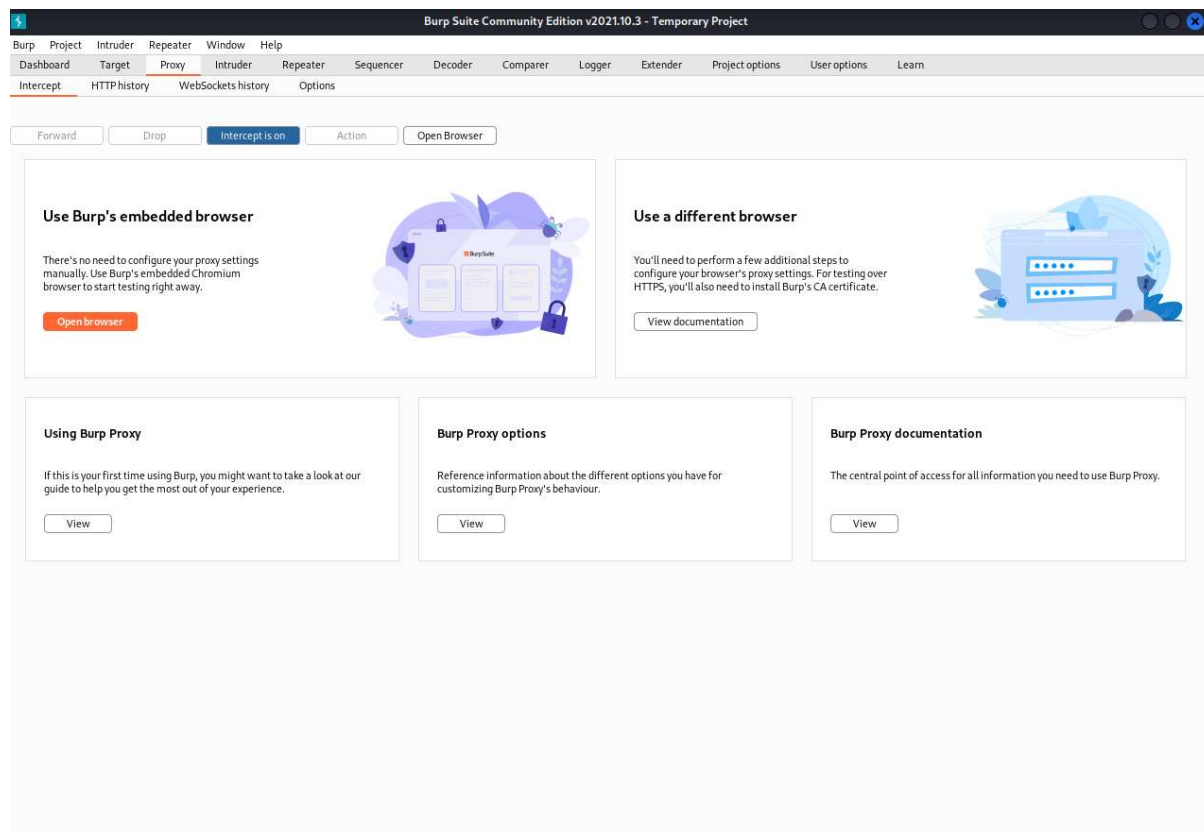 Burp Suite Community Edition v2021.10.3 - Temporary Project
Burp Project Intruder Repeater Window Help
Dashboard Target Proxy Intruder Repeater Sequencer Decoder Comparer Logger Extender Project options User options Learn
Intercept HTTP history WebSockets history Options
Forward Drop Intercept is on Action Open Browser
Use Burp's embedded browser
There's no need to configure your proxy settings
manually. Use Burp's embedded Chromium
browser to start testing right away.
Open browser
BurpSuite
Use a different browser
You'll need to perform a few additional steps to
configure your browser's proxy settings. For testing over
HTTPS, you'll also need to install Burp's CA certificate.
View documentation
Using Burp Proxy
If this is your first time using Burp, you might want to take a look at our
guide to help you get the most out of your experience.
View
Burp Proxy options
Reference information about the different options you have for
customizing Burp Proxy's behaviour.
View
Burp Proxy documentation
The central point of access for all information you need to use Burp Proxy.
View